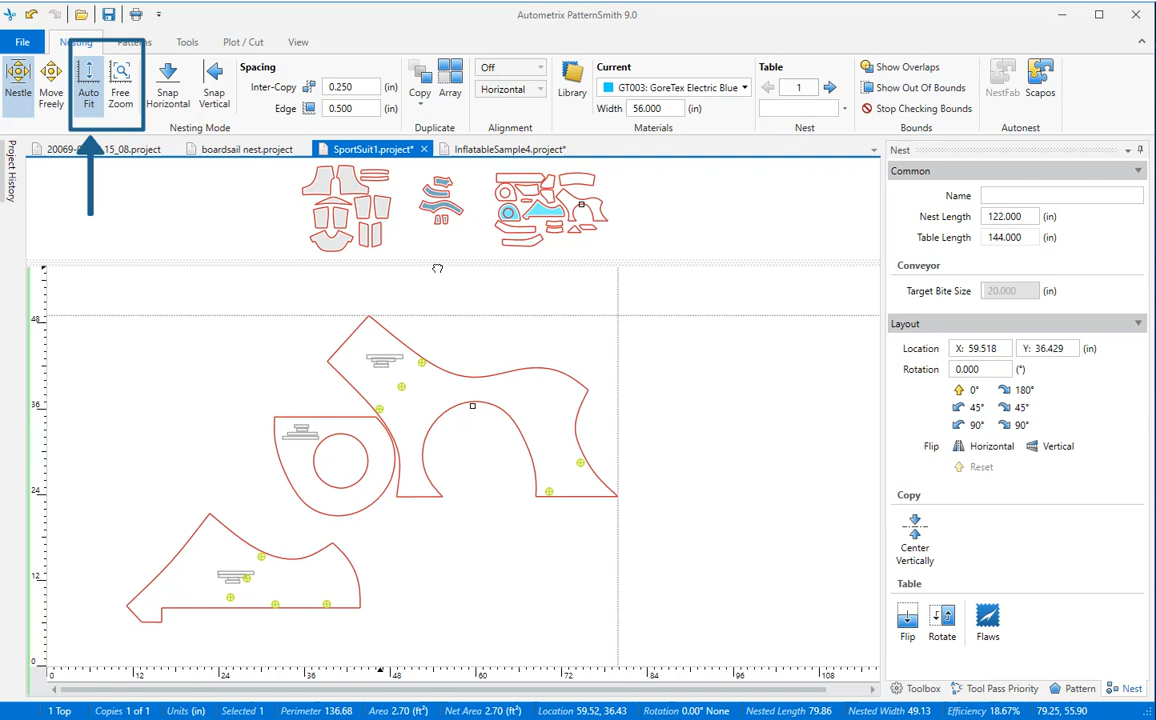 Autometrix PatternSmith 9.0
File Nesting Patterns Tools Plot / Cut View
Nestle
Move Freely
Auto Fit
Free Zoom
Snap Horizontal
Snap Vertical
Nesting Mode
Spacing
Inter-Copy 0.250 (in)
Edge 0.500 (in)
Copy
Array
Duplicate
Off
Horizontal
Alignment
Library
Current
GT003: GoreTex Electric Blue
Width 56.000 (in)
Materials
Table
1
Nest
Show Overlaps
Show Out Of Bounds
Stop Checking Bounds
Bounds
NestFab
Scapos
Autonest
boardsail nest.project
SportSuit1.project*
InflatableSample4.project*
Project History
48
36
24
12
0
0 12 24 36 48 60 72 84 96 108
Nest
Common
Name
Nest Length 122.000 (in)
Table Length 144.000 (in)
Conveyor
Target Bite Size 20.000 (in)
Layout
Location X: 59.518 Y: 36.429 (in)
Rotation 0.000 (°)
0° 180°
45° 45°
90° 90°
Flip Horizontal Vertical
Reset
Copy
Center Vertically
Table
Flip
Rotate
Flaws
Toolbox Tool Pass Priority Pattern Nest
1 Top Copies 1 of 1 Units (in) Selected 1 Perimeter 136.68 Area 2.70 (ft²) Net Area 2.70 (ft²) Location 59.52, 36.43 Rotation 0.00° None Nested Length 79.86 Nested Width 49.13 Efficiency 18.67% 79.25, 55.90